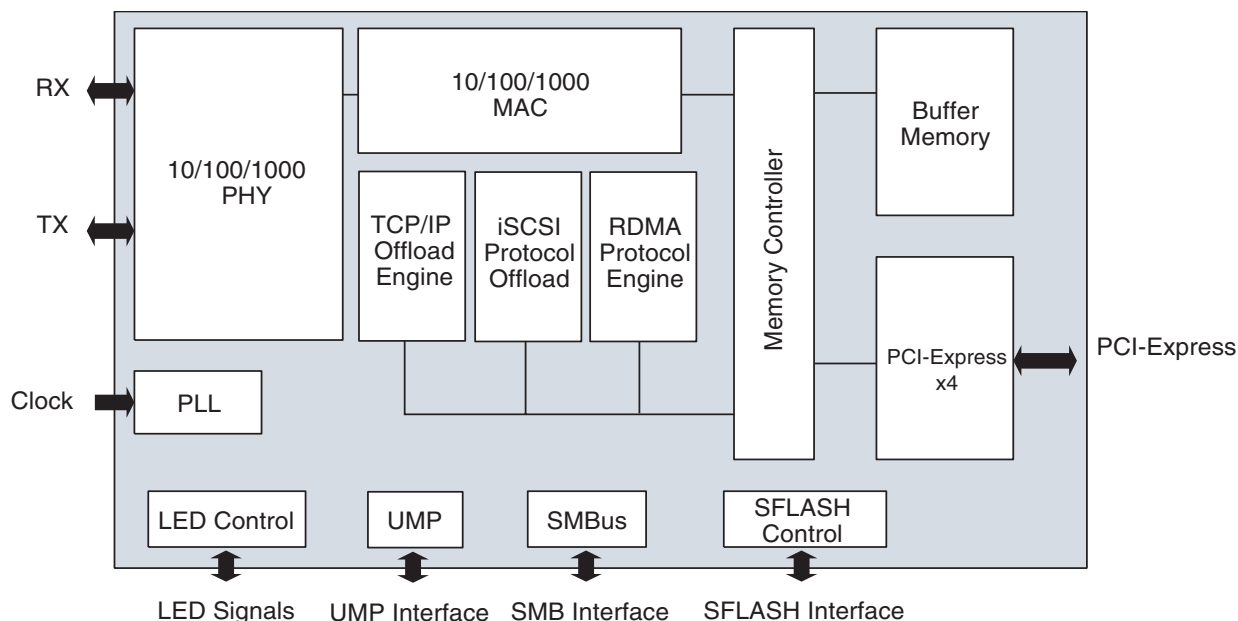 RX
TX
Clock
10/100/1000
PHY
10/100/1000
MAC
TCP/IP
Offload
Engine
iSCSI
Protocol
Offload
RDMA
Protocol
Engine
Memory Controller
Buffer
Memory
PCI-Express
x4
PCI-Express
PLL
LED Control
UMP
SMBus
SFLASH
Control
LED Signals
UMP Interface
SMB Interface
SFLASH Interface